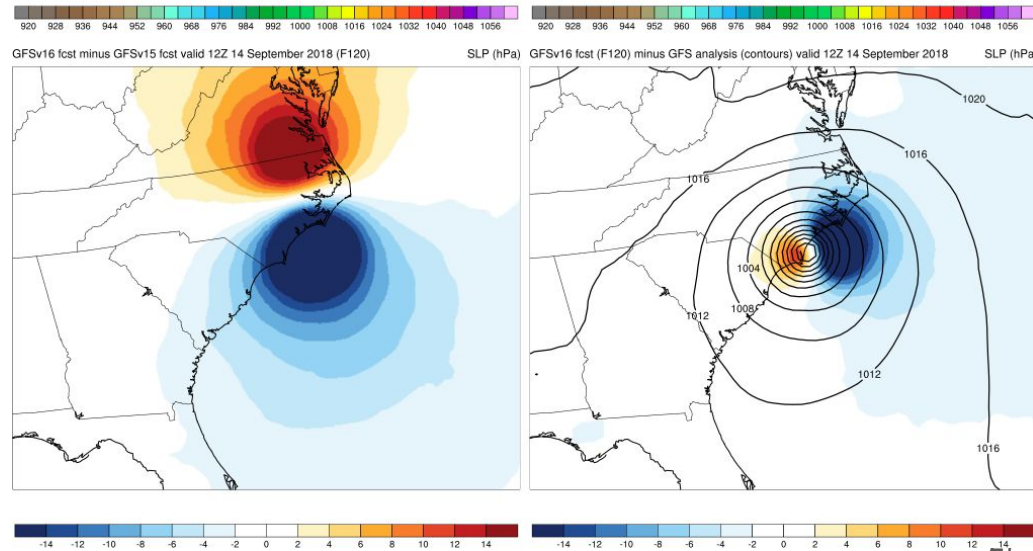 920 928 936 944 952 960 968 976 984 992 1000 1008 1016 1024 1032 1040 1048 1056
920 928 936 944 952 960 968 976 984 992 1000 1008 1016 1024 1032 1040 1048 1056
GFSv16 fcst minus GFSv15 fcst valid 12Z 14 September 2018 (F120) SLP (hPa)
GFSv16 fcst (F120) minus GFS analysis (contours) valid 12Z 14 September 2018 SLP (hPa)
1020
1016
1016
1004
1008
1012
1012
1016
-14 -12 -10 -8 -6 -4 -2 0 2 4 6 8 10 12 14
-14 -12 -10 -8 -6 -4 -2 0 2 4 6 8 10 12 14